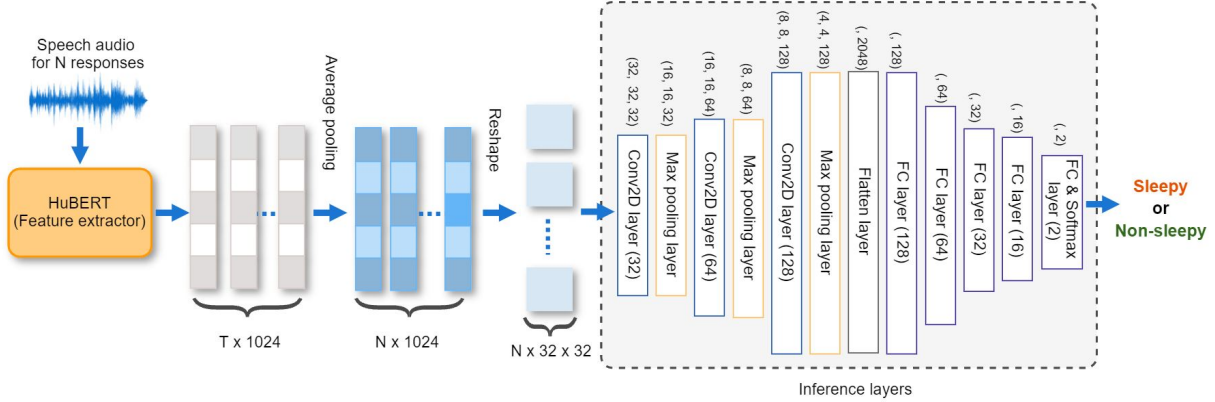 Speech audio
for N responses
HuBERT
(Feature extractor)
T x 1024
Average pooling
N x 1024
Reshape
N x 32 x 32
(32, 32, 32)
Conv2D layer (32)
(16, 16, 32)
Max pooling layer
(16, 16, 64)
Conv2D layer (64)
(8, 8, 64)
Max pooling layer
(8, 8, 128)
Conv2D layer (128)
(4, 4, 128)
Max pooling layer
(, 2048)
Flatten layer
(, 128)
FC layer (128)
(, 64)
FC layer (64)
(, 32)
FC layer (32)
(, 16)
FC layer (16)
(, 2)
FC & Softmax
layer (2)
Inference layers
Sleepy
or
Non-sleepy